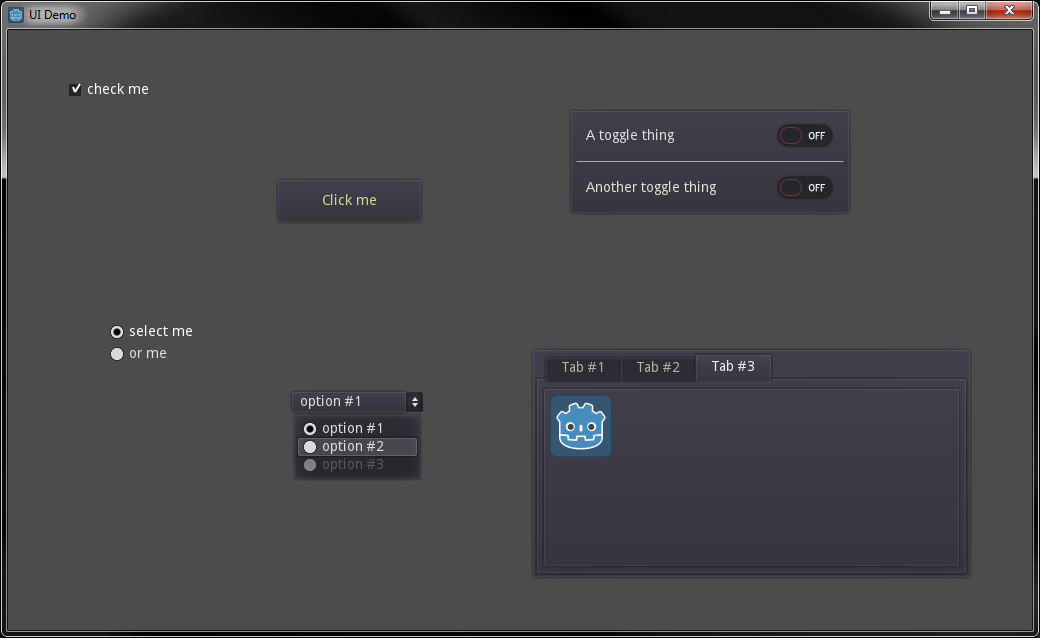 UI Demo
check me
A toggle thing
OFF
Another toggle thing
OFF
Click me
select me
or me
option #1
option #1
option #2
option #3
Tab #1
Tab #2
Tab #3